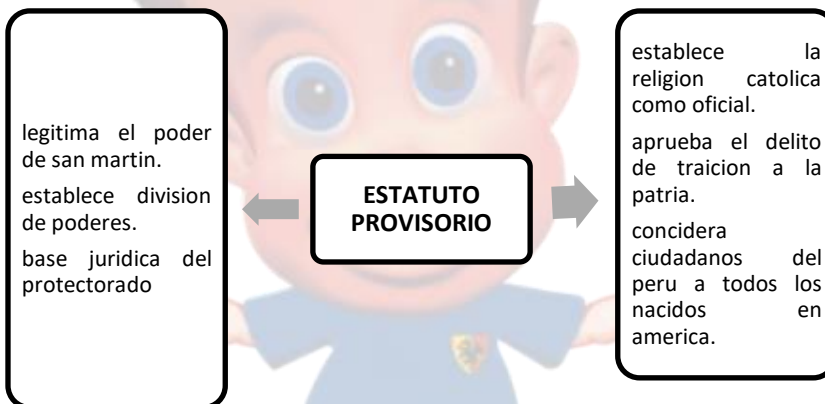 legitima el poder
de san martin.
establece division
de poderes.
base juridica del
protectorado
ESTATUTO
PROVISORIO
establece la
religion catolica
como oficial.
aprueba el delito
de traicion a la
patria.
concidera
ciudadanos del
peru a todos los
nacidos en
america.